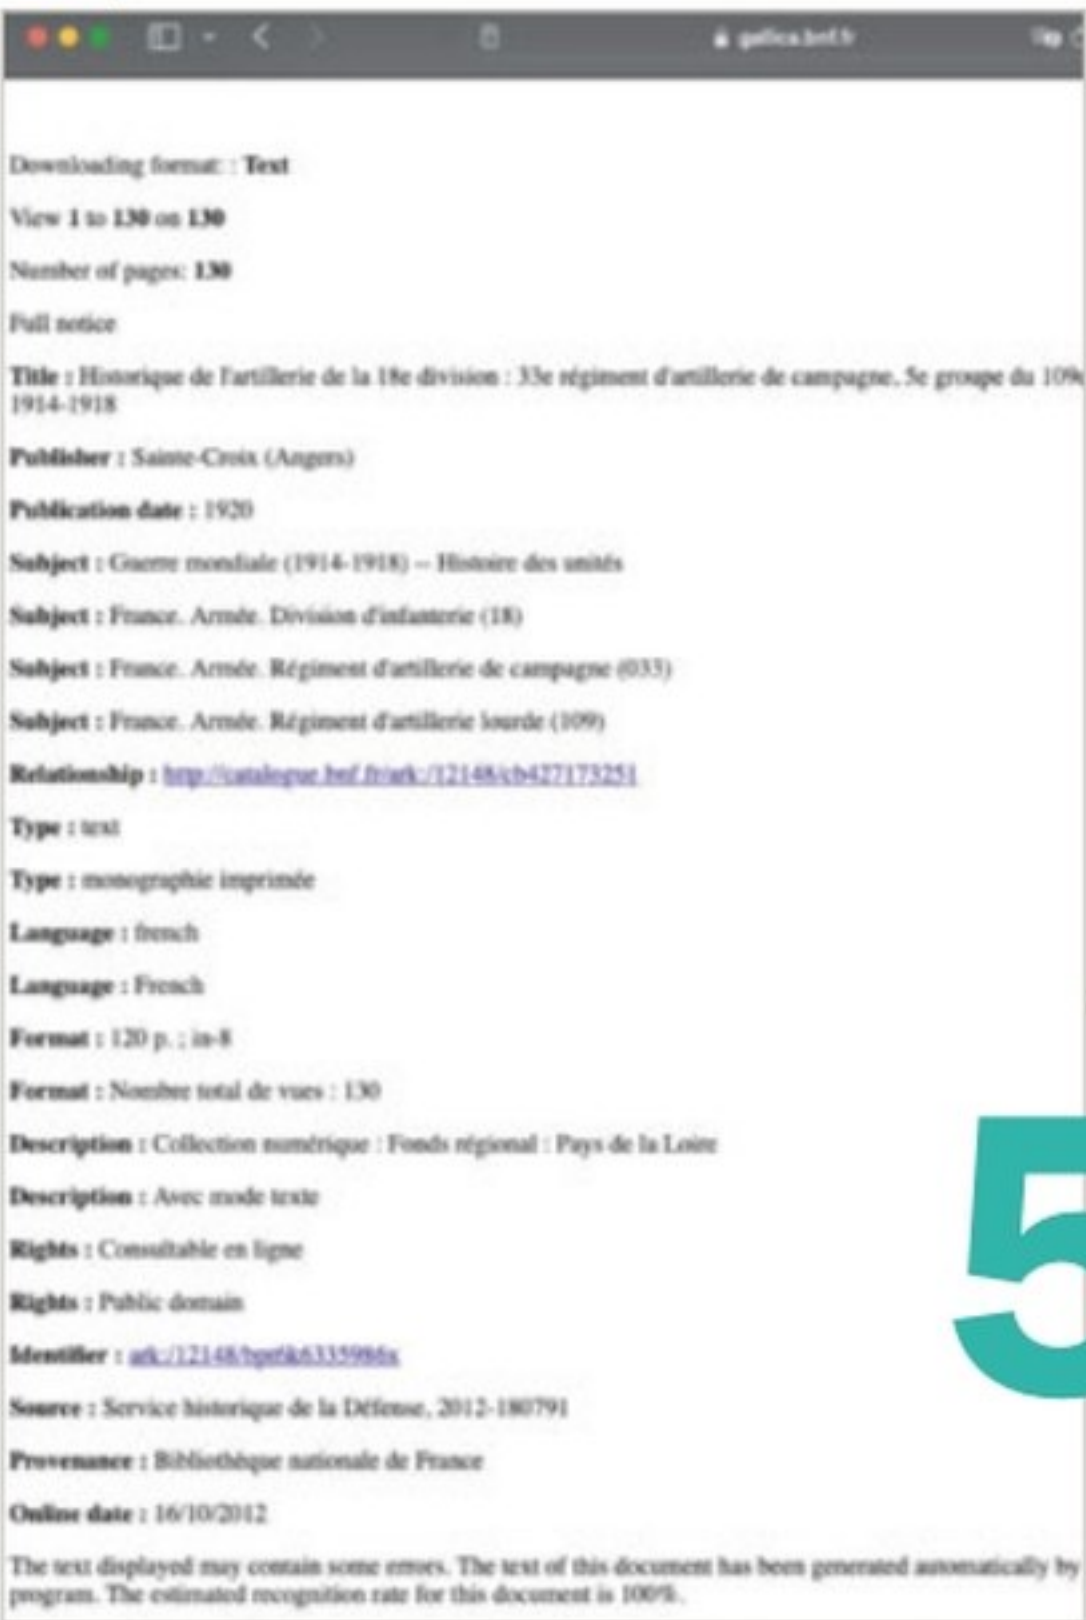 gallica.bnf.fr
Downloading format: : Text
View 1 to 130 on 130
Number of pages: 130
Full notice
Title : Historique de l'artillerie de la 18e division : 33e régiment d'artillerie de campagne, 5e groupe du 109e
1914-1918
Publisher : Sainte-Croix (Angers)
Publication date : 1920
Subject : Guerre mondiale (1914-1918) -- Histoire des unités
Subject : France. Armée. Division d'infanterie (18)
Subject : France. Armée. Régiment d'artillerie de campagne (033)
Subject : France. Armée. Régiment d'artillerie lourde (109)
Relationship : http://catalogue.bnf.fr/ark:/12148/cb427173251
Type : text
Type : monographie imprimée
Language : french
Language : French
Format : 120 p. ; in-8
Format : Nombre total de vues : 130
Description : Collection numérique : Fonds régional : Pays de la Loire
Description : Avec mode texte
5
Rights : Consultable en ligne
Rights : Public domain
Identifier : ark:/12148/bpt6k6335986x
Source : Service historique de la Défense, 2012-180791
Provenance : Bibliothèque nationale de France
Online date : 16/10/2012
The text displayed may contain some errors. The text of this document has been generated automatically by
program. The estimated recognition rate for this document is 100%.